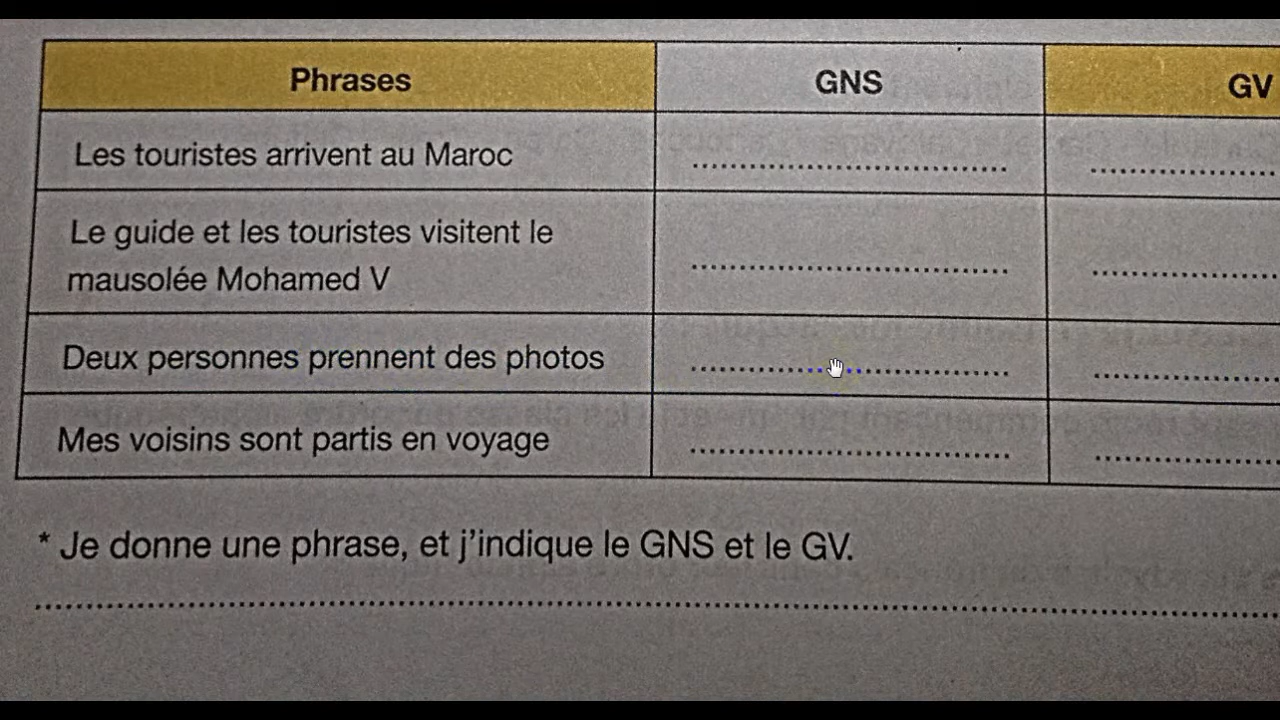 Phrases GNS GV
Les touristes arrivent au Maroc ........................................ ........................
Le guide et les touristes visitent le
mausolée Mohamed V ........................................ ........................
Deux personnes prennent des photos ........................................ ........................
Mes voisins sont partis en voyage ........................................ ........................
* Je donne une phrase, et j'indique le GNS et le GV.
................................................................................................................................